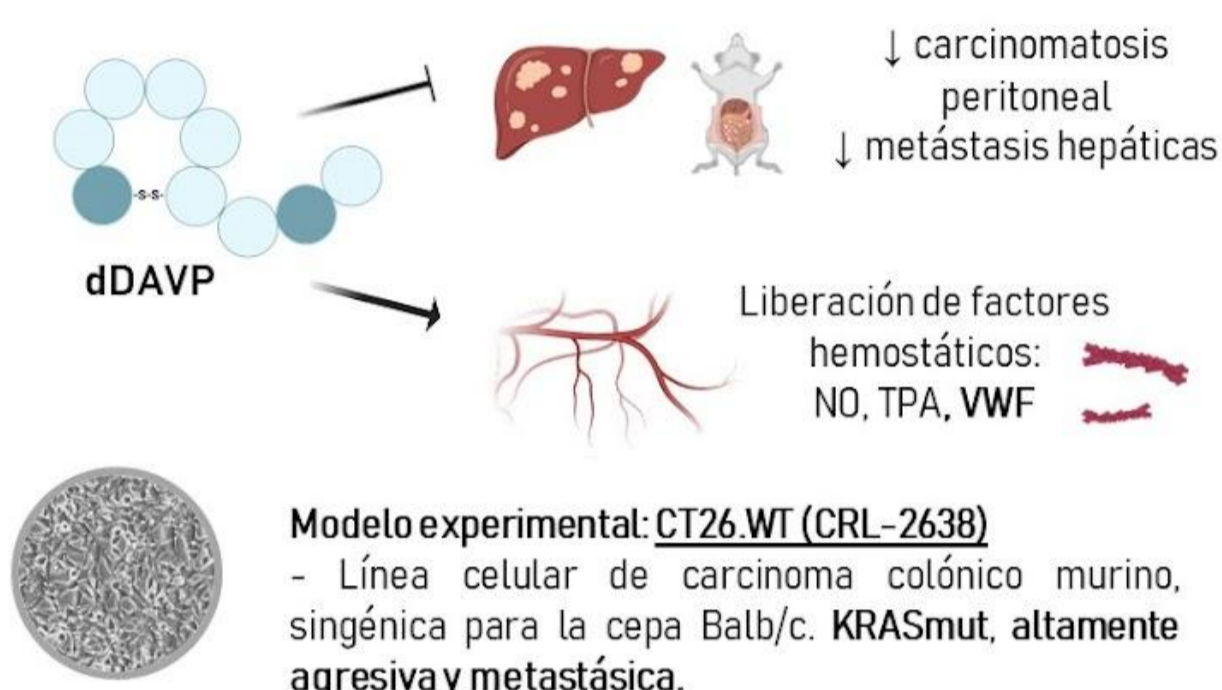 ↓ carcinomatosis
peritoneal
↓ metástasis hepáticas
-S-S-
dDAVP
Liberación de factores
hemostáticos:
NO, TPA, VWF
Modelo experimental: CT26.WT (CRL-2638)
- Línea celular de carcinoma colónico murino,
singénica para la cepa Balb/c. KRASmut, altamente
agresiva y metastásica.